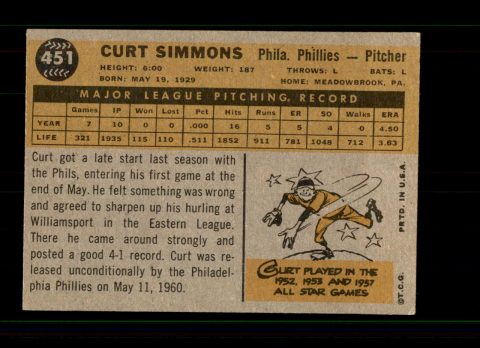 451
CURT SIMMONS Phila. Phillies — Pitcher
HEIGHT: 6:00 WEIGHT: 187 THROWS: L BATS: L
BORN: MAY 19, 1929 HOME: MEADOWBROOK, PA.
MAJOR LEAGUE PITCHING RECORD
Games IP Won Lost Pct Hits Runs ER SO Walks ERA
YEAR 7 10 0 0 .000 16 5 5 4 0 4.50
LIFE 321 1935 115 110 .511 1852 911 781 1048 712 3.63
Curt got a late start last season with
the Phils, entering his first game at the
end of May. He felt something was wrong
and agreed to sharpen up his hurling at
Williamsport in the Eastern League.
There he came around strongly and
posted a good 4-1 record. Curt was re-
leased unconditionally by the Philadel-
phia Phillies on May 11, 1960.
CURT PLAYED IN THE
1952, 1953 AND 1957
ALL STAR GAMES
©T.C.G. PRTD. IN U.S.A.